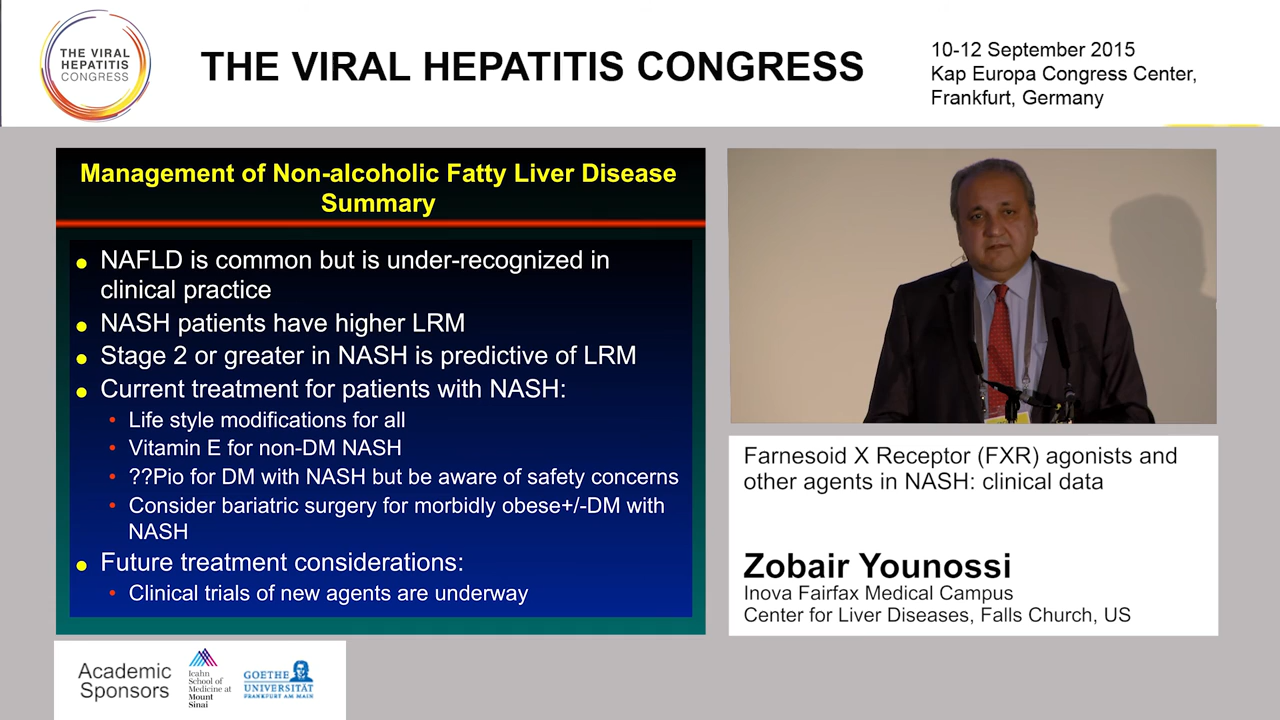 THE VIRAL
HEPATITIS
CONGRESS
THE VIRAL HEPATITIS CONGRESS
10-12 September 2015
Kap Europa Congress Center,
Frankfurt, Germany
Management of Non-alcoholic Fatty Liver Disease
Summary
NAFLD is common but is under-recognized in
clinical practice
NASH patients have higher LRM
Stage 2 or greater in NASH is predictive of LRM
Current treatment for patients with NASH:
Life style modifications for all
Vitamin E for non-DM NASH
??Pio for DM with NASH but be aware of safety concerns
Consider bariatric surgery for morbidly obese+/-DM with
NASH
Future treatment considerations:
Clinical trials of new agents are underway
Farnesoid X Receptor (FXR) agonists and
other agents in NASH: clinical data
Zobair Younossi
Inova Fairfax Medical Campus
Center for Liver Diseases, Falls Church, US
Academic
Sponsors
Icahn
School of
Medicine at
Mount
Sinai
GOETHE
UNIVERSITÄT
FRANKFURT AM MAIN